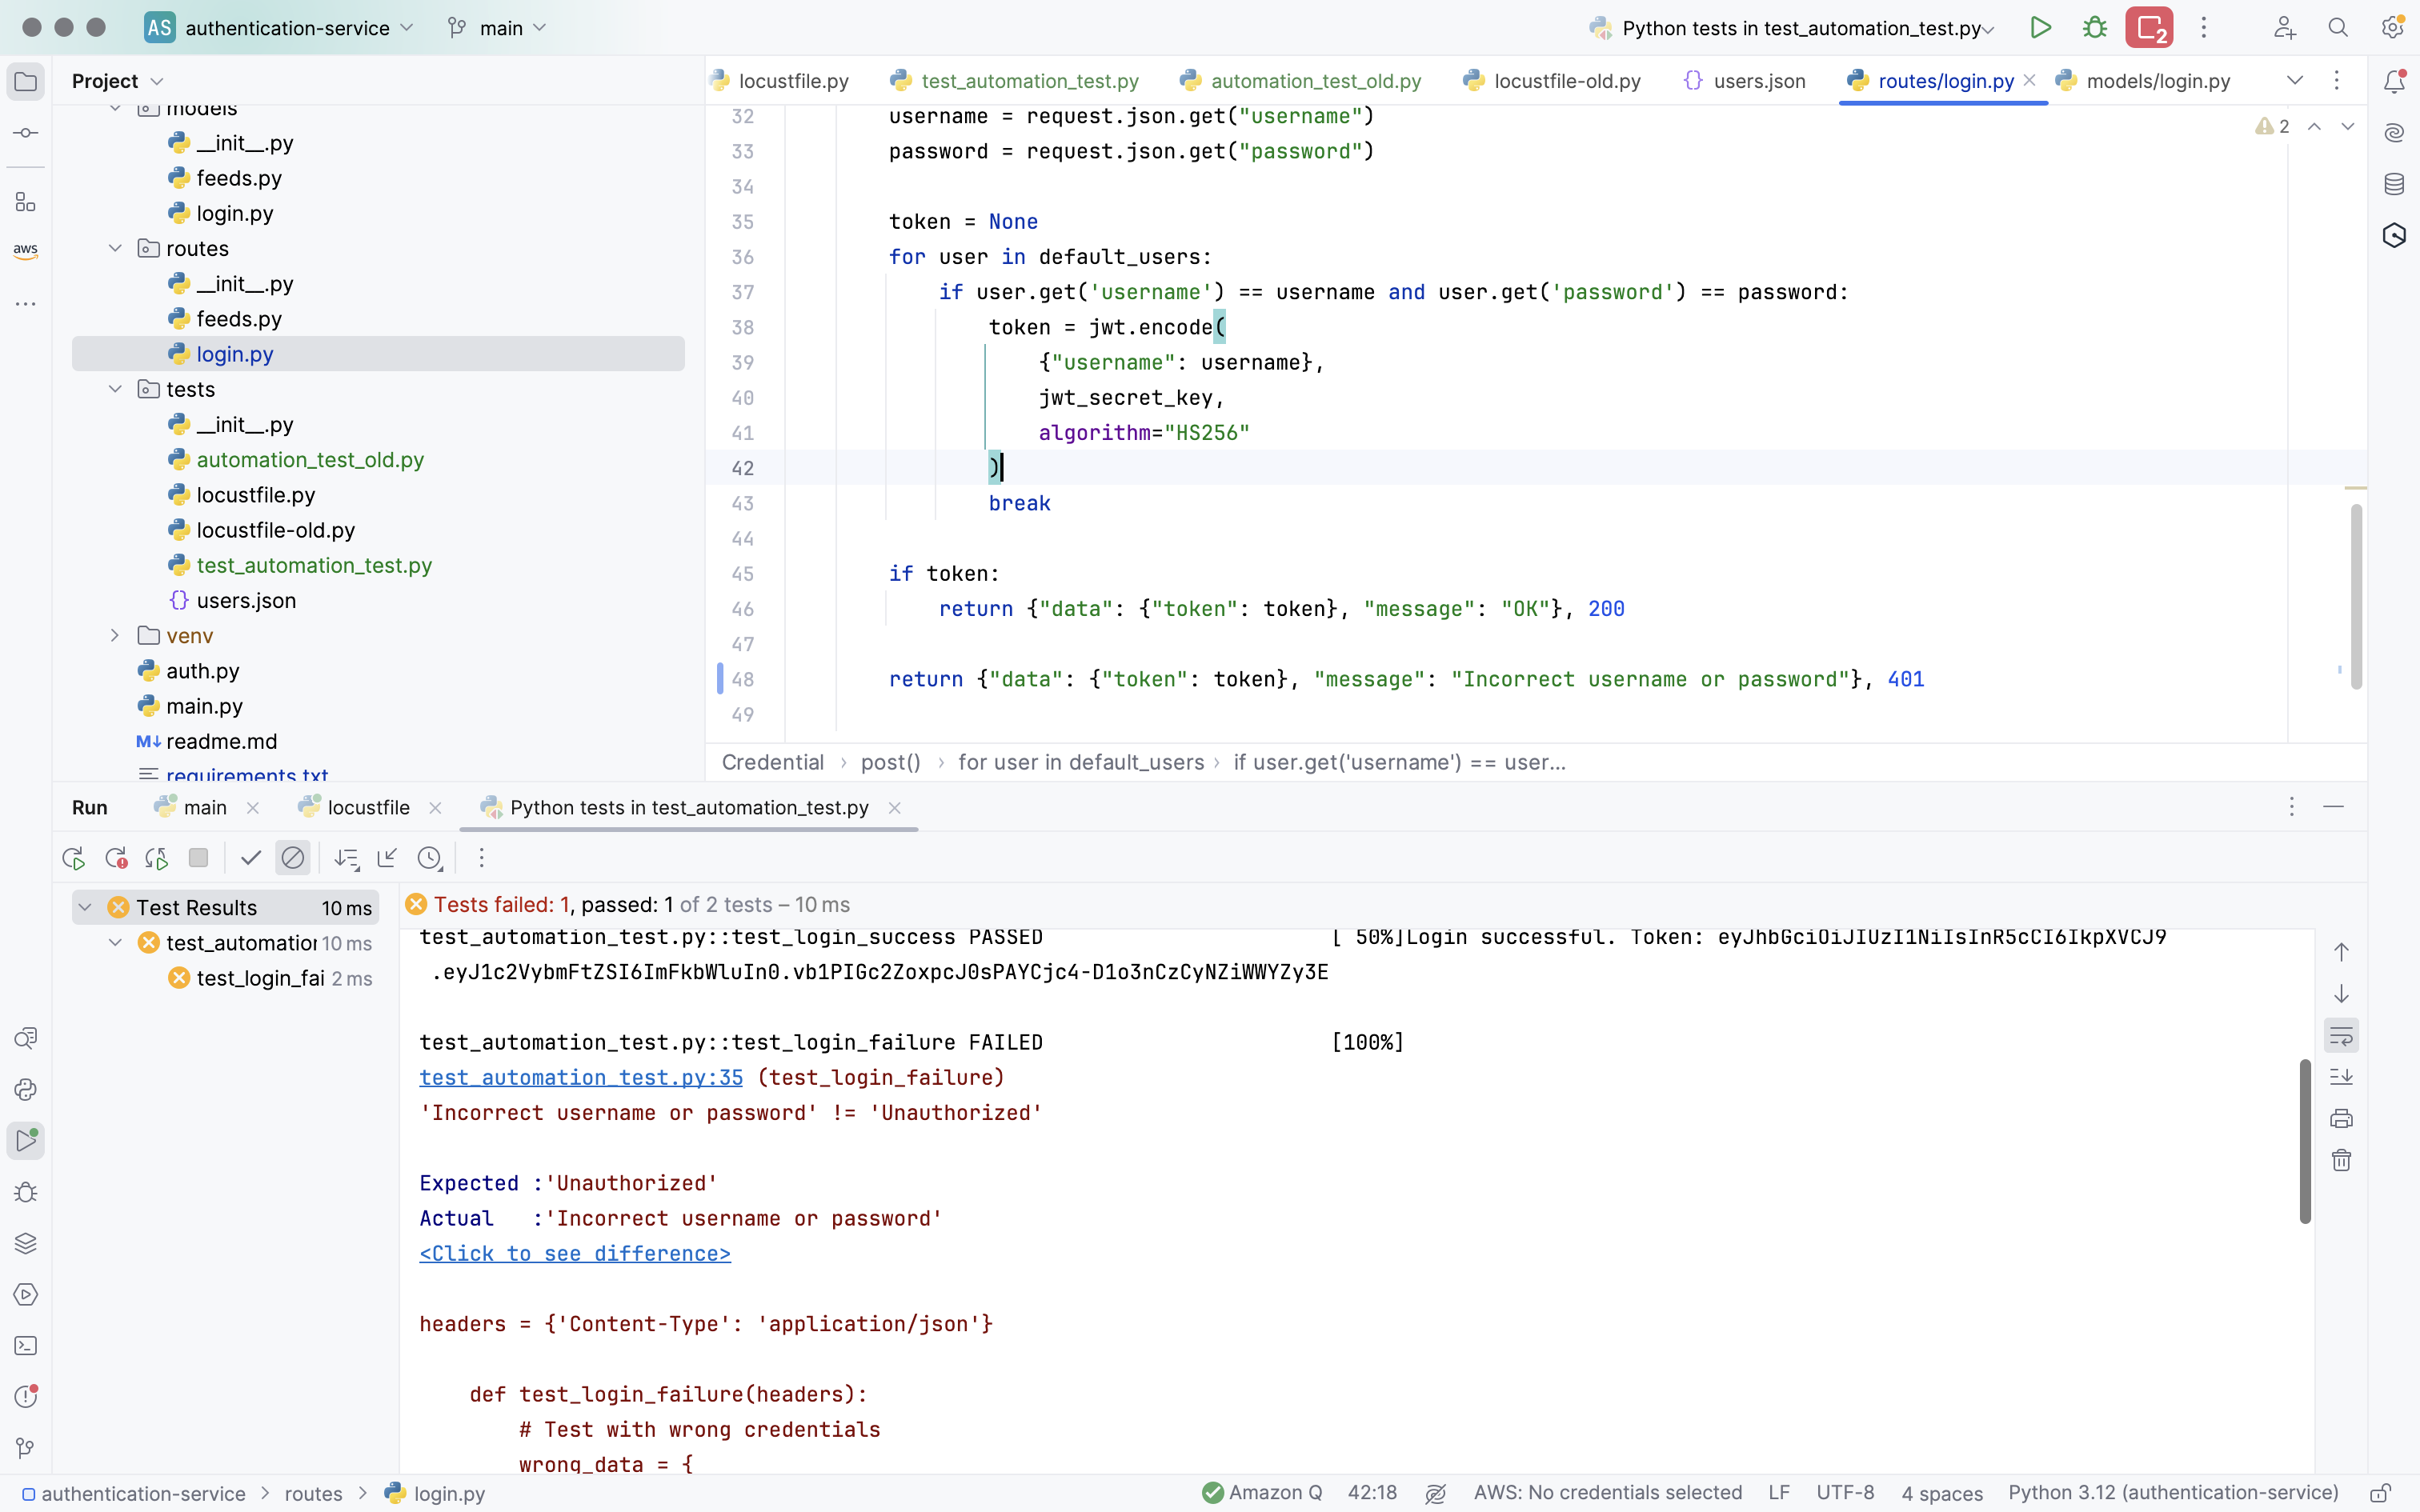 AS authentication-service main Python tests in test_automation_test.py 2
Project
models
__init__.py
feeds.py
login.py
routes
__init__.py
feeds.py
login.py
tests
__init__.py
automation_test_old.py
locustfile.py
locustfile-old.py
test_automation_test.py
{} users.json
venv
auth.py
main.py
M↓ readme.md
requirements.txt
aws
locustfile.py test_automation_test.py automation_test_old.py locustfile-old.py {} users.json routes/login.py models/login.py
2
32 username = request.json.get("username")
33 password = request.json.get("password")
34
35 token = None
36 for user in default_users:
37 if user.get('username') == username and user.get('password') == password:
38 token = jwt.encode(
39 {"username": username},
40 jwt_secret_key,
41 algorithm="HS256"
42 )
43 break
44
45 if token:
46 return {"data": {"token": token}, "message": "OK"}, 200
47
48 return {"data": {"token": token}, "message": "Incorrect username or password"}, 401
49
Credential › post() › for user in default_users › if user.get('username') == user...
Run main locustfile Python tests in test_automation_test.py
Test Results 10 ms
test_automatior 10 ms
test_login_fai 2 ms
Tests failed: 1, passed: 1 of 2 tests – 10 ms
test_automation_test.py::test_login_success PASSED [ 50%]Login successful. Token: eyJhbGciOiJIUzI1NiIsInR5cCI6IkpXVCJ9
.eyJ1c2VybmFtZSI6ImFkbWluIn0.vb1PIGc2ZoxpcJ0sPAYCjc4-D1o3nCzCyNZiWWYZy3E
test_automation_test.py::test_login_failure FAILED [100%]
test_automation_test.py:35 (test_login_failure)
'Incorrect username or password' != 'Unauthorized'
Expected :'Unauthorized'
Actual :'Incorrect username or password'
<Click to see difference>
headers = {'Content-Type': 'application/json'}
def test_login_failure(headers):
# Test with wrong credentials
wrong_data = {
authentication-service > routes > login.py Amazon Q 42:18 AWS: No credentials selected LF UTF-8 4 spaces Python 3.12 (authentication-service)